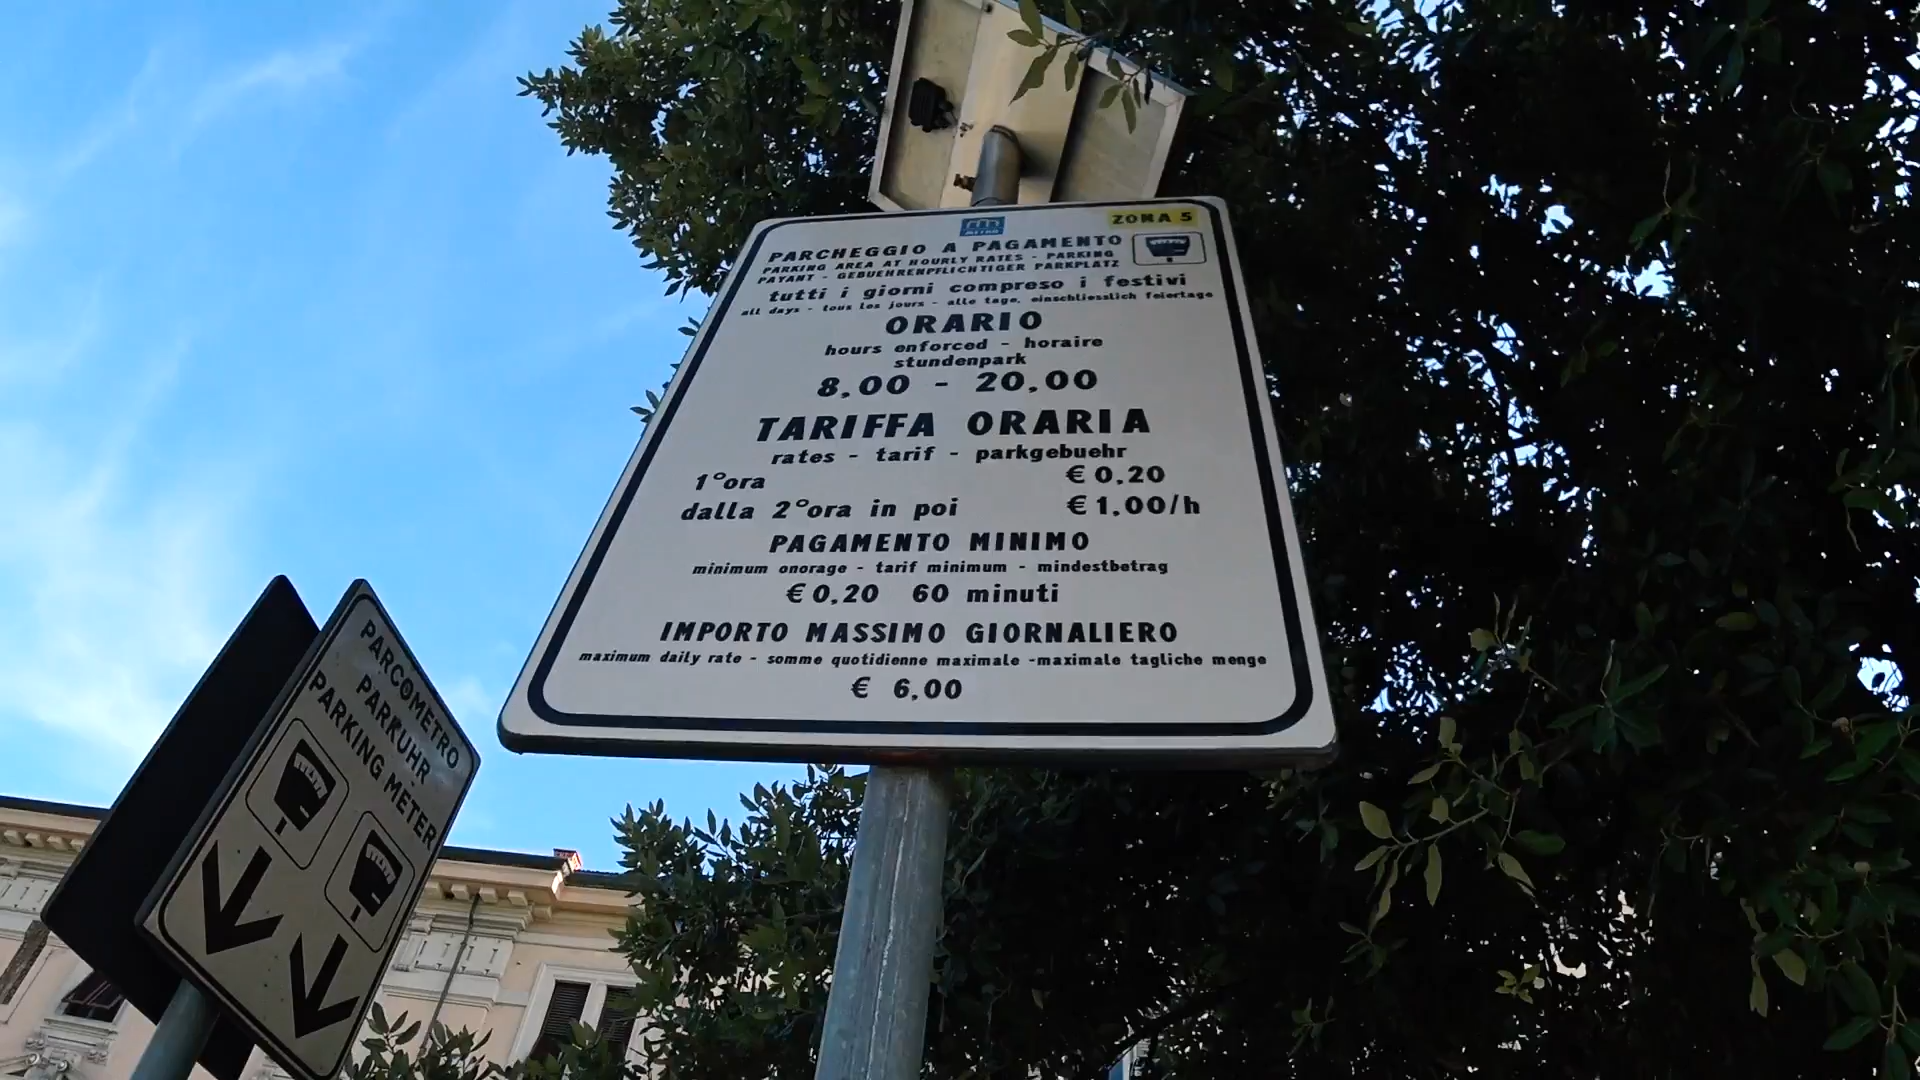 METRO
ZONA 5
PARCHEGGIO A PAGAMENTO
PARKING AREA AT HOURLY RATES - PARKING
PAYANT - GEBUEHRENPFLICHTIGER PARKPLATZ
tutti i giorni compreso i festivi
all days - tous les jours - alle tage, einschliesslich feiertage
ORARIO
hours enforced - horaire
stundenpark
8,00 - 20,00
TARIFFA ORARIA
rates - tarif - parkgebuehr
1°ora € 0,20
dalla 2°ora in poi € 1,00/h
PAGAMENTO MINIMO
minimum onorage - tarif minimum - mindestbetrag
€ 0,20 60 minuti
IMPORTO MASSIMO GIORNALIERO
maximum daily rate - somme quotidienne maximale -maximale tagliche menge
€ 6,00
PARCOMETRO
PARKUHR
PARKING METER